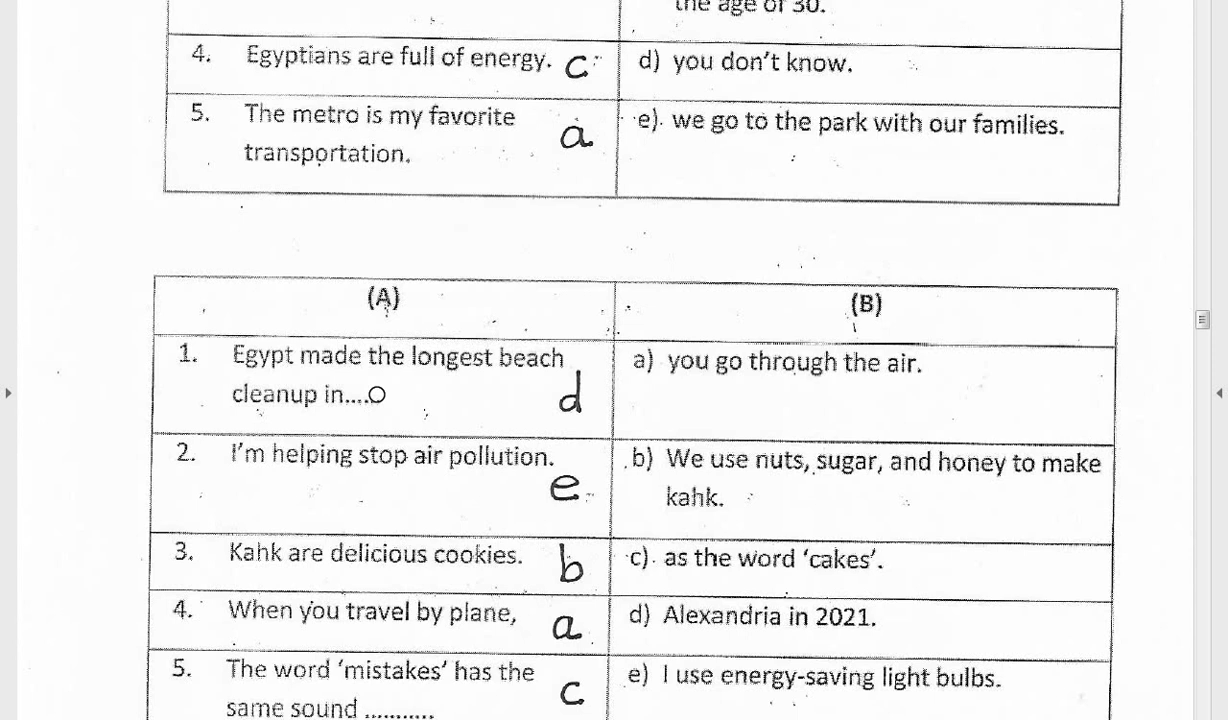 the age of 30.
4. Egyptians are full of energy. c d) you don't know.
5. The metro is my favorite a e). we go to the park with our families.
transportation.
(A) (B)
1. Egypt made the longest beach a) you go through the air.
cleanup in....O d
2. I'm helping stop air pollution. b) We use nuts, sugar, and honey to make
e kahk.
3. Kahk are delicious cookies. b c). as the word 'cakes'.
4. When you travel by plane, a d) Alexandria in 2021.
5. The word 'mistakes' has the c e) I use energy-saving light bulbs.
same sound ...........